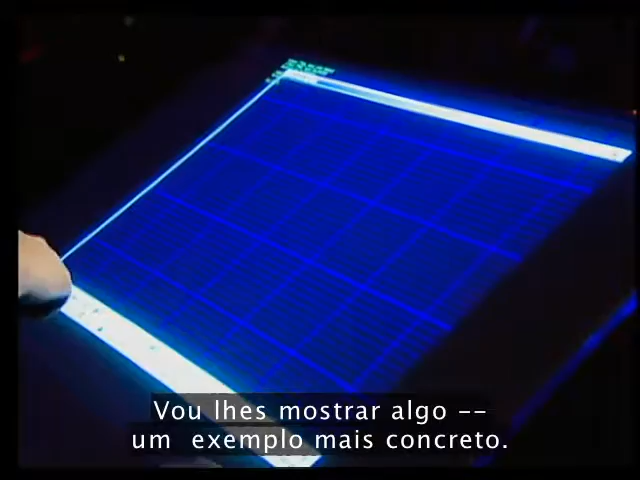 Vou lhes mostrar algo --
um  exemplo mais concreto.